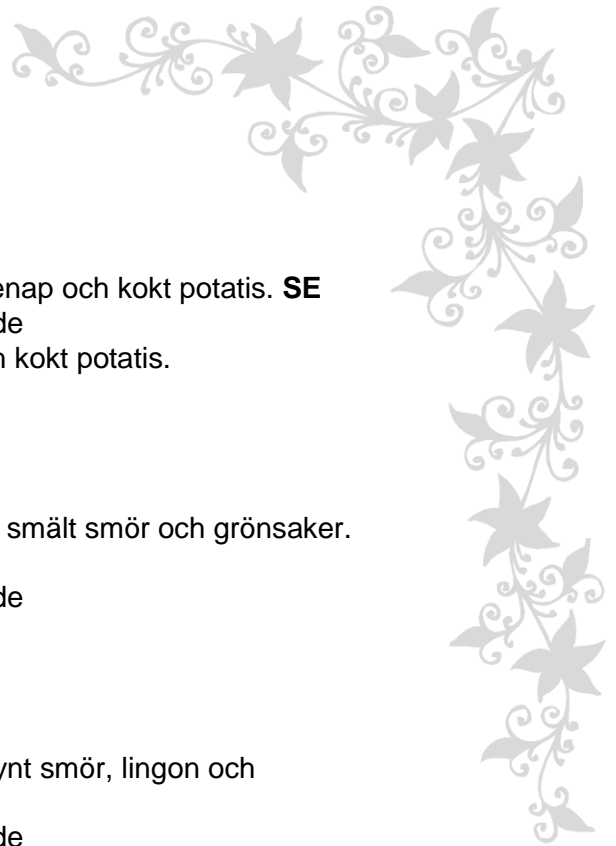 enap och kokt potatis. SE
de
n kokt potatis.
smält smör och grönsaker.
de
ynt smör, lingon och
de